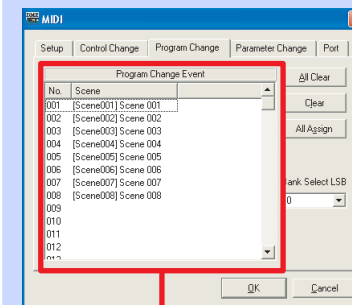 MIDI
Setup Control Change Program Change Parameter Change Port
Program Change Event
No. Scene
001 [Scene001] Scene 001
002 [Scene002] Scene 002
003 [Scene003] Scene 003
004 [Scene004] Scene 004
005 [Scene005] Scene 005
006 [Scene006] Scene 006
007 [Scene007] Scene 007
008 [Scene008] Scene 008
009
010
011
012
All Clear
Clear
All Assign
ank Select LSB
0
OK Cancel